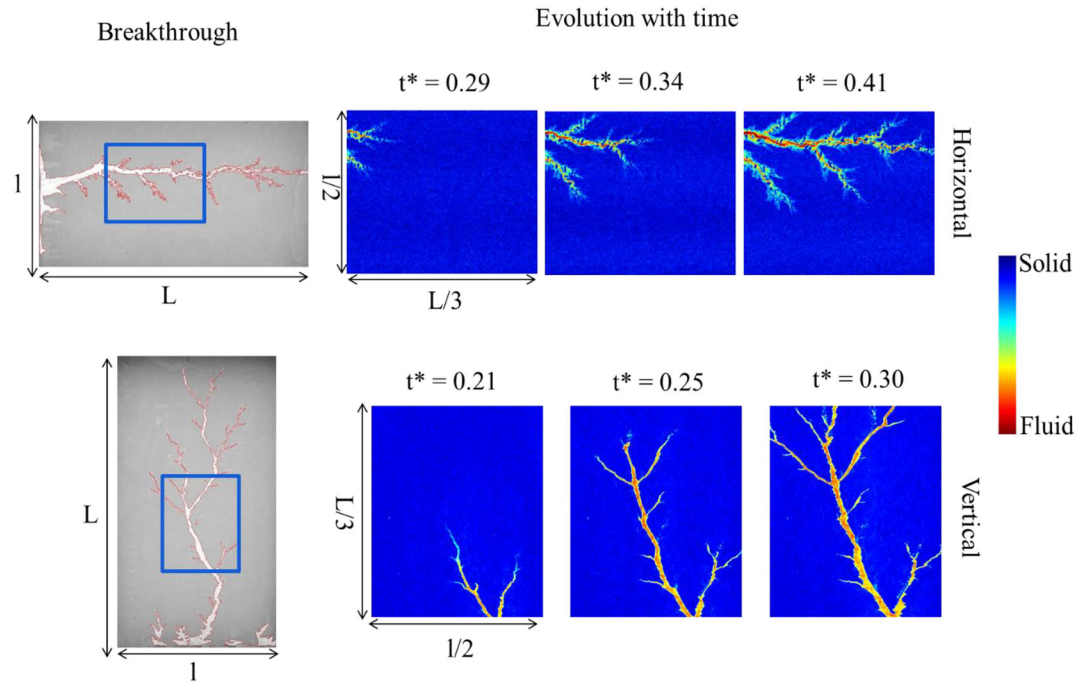 Breakthrough
Evolution with time
t* = 0.29
t* = 0.34
t* = 0.41
l
L
l/2
L/3
Horizontal
Solid
Fluid
t* = 0.21
t* = 0.25
t* = 0.30
L
l
L/3
l/2
Vertical